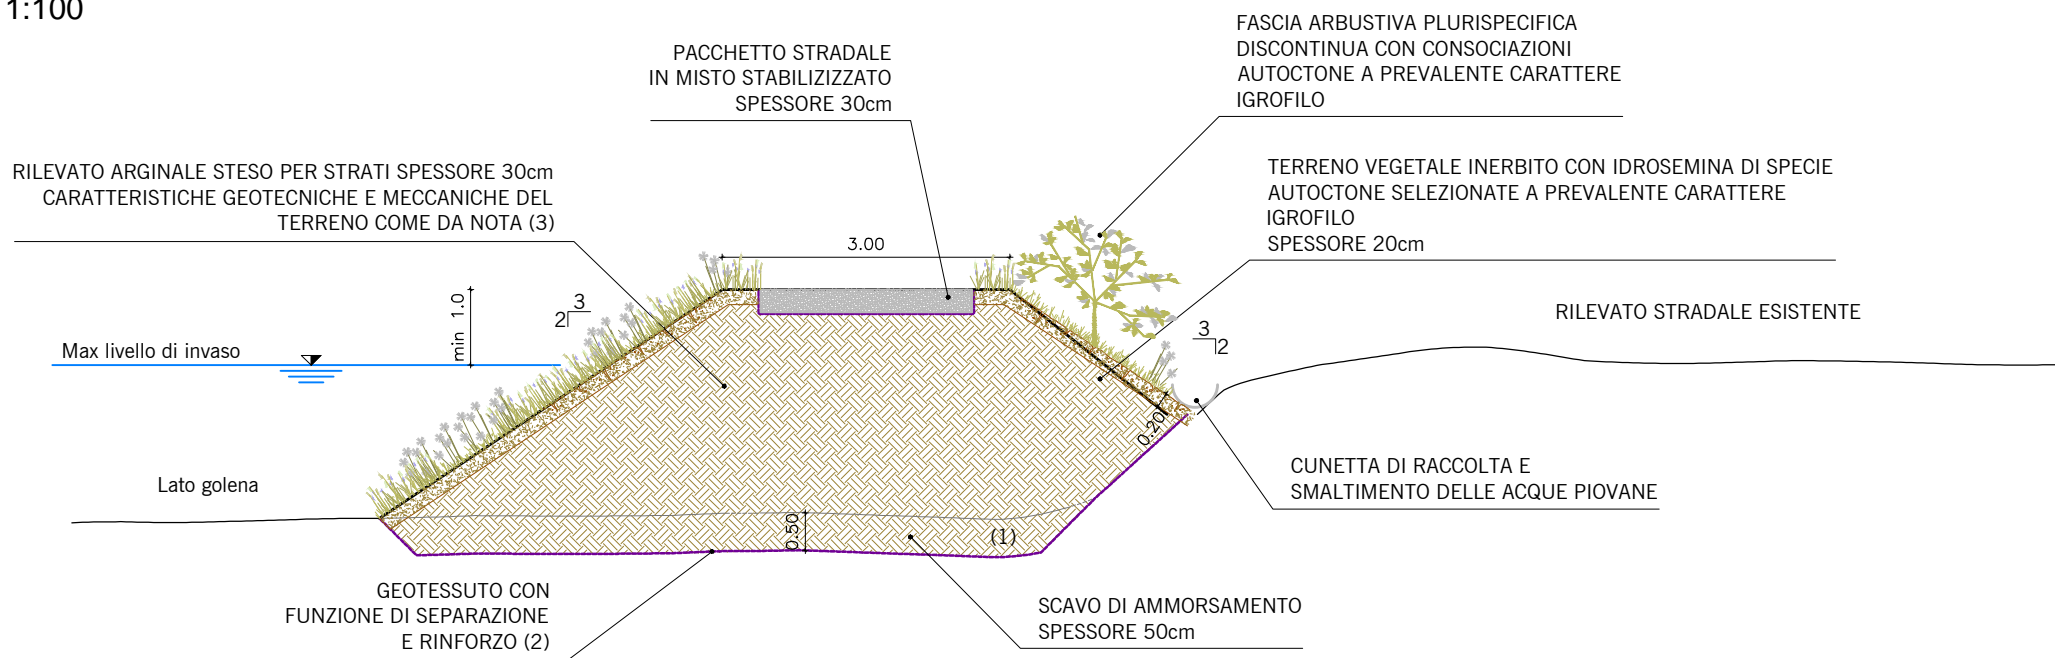 1:100
PACCHETTO STRADALE
IN MISTO STABILIZIZZATO
SPESSORE 30cm
FASCIA ARBUSTIVA PLURISPECIFICA
DISCONTINUA CON CONSOCIAZIONI
AUTOCTONE A PREVALENTE CARATTERE
IGROFILO
RILEVATO ARGINALE STESO PER STRATI SPESSORE 30cm
CARATTERISTICHE GEOTECNICHE E MECCANICHE DEL
TERRENO COME DA NOTA (3)
TERRENO VEGETALE INERBITO CON IDROSEMINA DI SPECIE
AUTOCTONE SELEZIONATE A PREVALENTE CARATTERE
IGROFILO
SPESSORE 20cm
3.00
min 1.0
3
2
3
2
RILEVATO STRADALE ESISTENTE
Max livello di invaso
0.20
Lato golena
CUNETTA DI RACCOLTA E
SMALTIMENTO DELLE ACQUE PIOVANE
0.50
(1)
GEOTESSUTO CON
FUNZIONE DI SEPARAZIONE
E RINFORZO (2)
SCAVO DI AMMORSAMENTO
SPESSORE 50cm